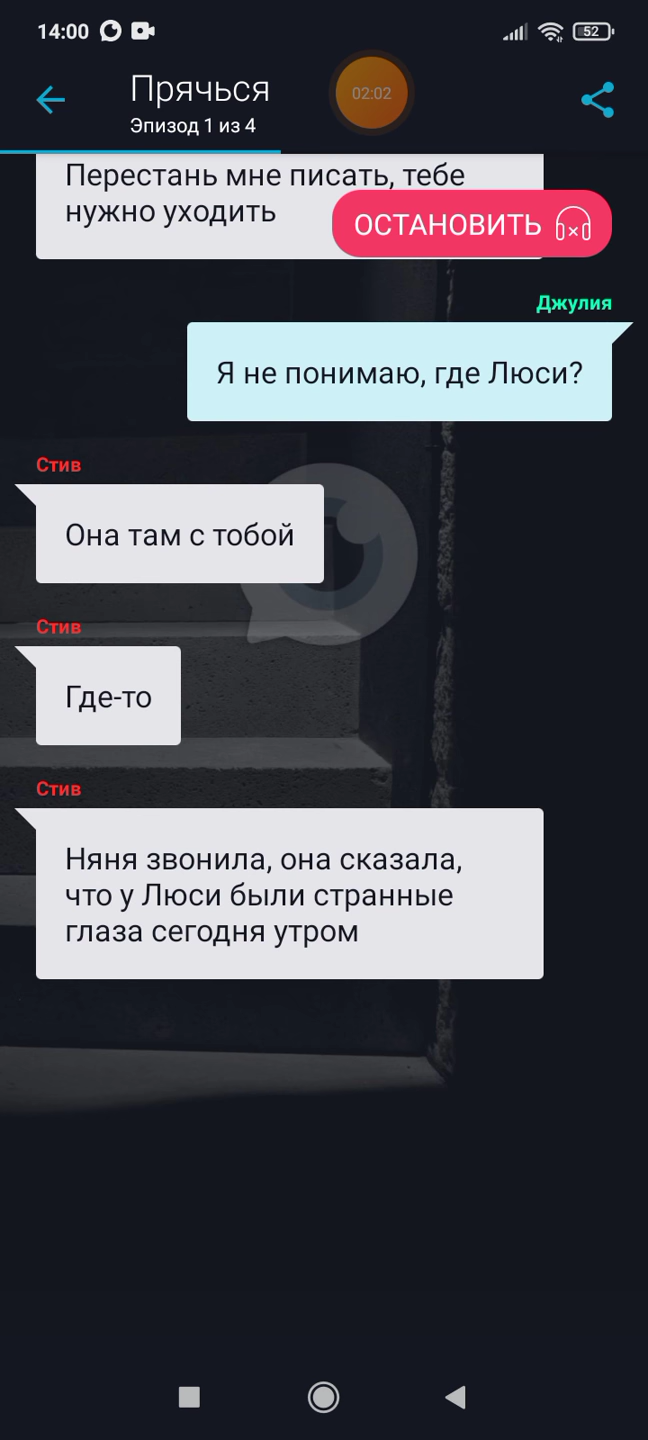 14:00
52
Прячься
02:02
Эпизод 1 из 4
Перестань мне писать, тебе
нужно уходить
ОСТАНОВИТЬ
Джулия
Я не понимаю, где Люси?
Стив
Она там с тобой
Стив
Где-то
Стив
Няня звонила, она сказала,
что у Люси были странные
глаза сегодня утром